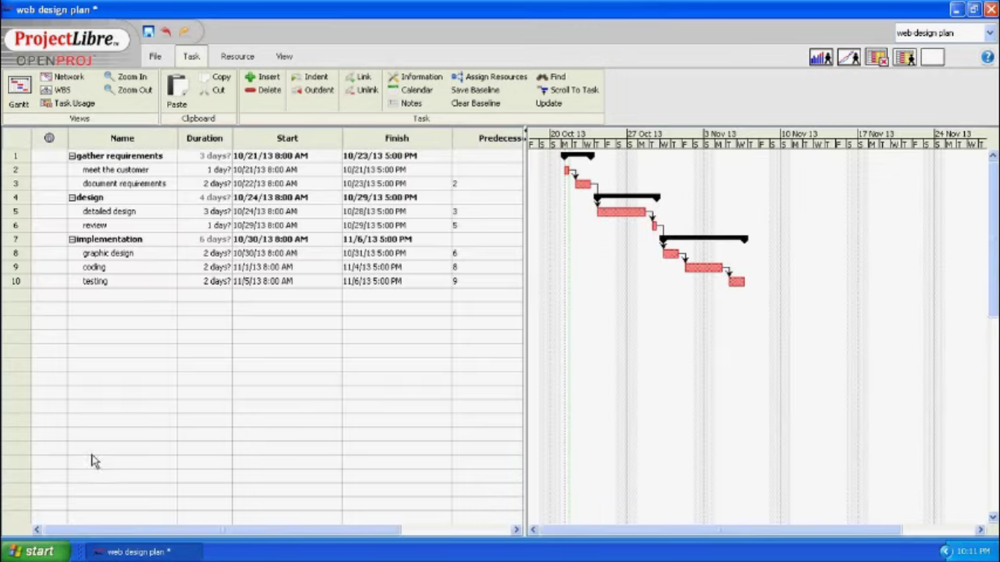 web design plan *
ProjectLibre™
OPENPROJ
web design plan
File Task Resource View
Network Zoom In Copy Insert Indent Link Information Assign Resources Find
WBS Zoom Out Cut Delete Outdent Unlink Calendar Save Baseline Scroll To Task
Gantt Task Usage Paste Notes Clear Baseline Update
Views Clipboard Task
Name Duration Start Finish Predecess
20 Oct 13 27 Oct 13 3 Nov 13 10 Nov 13 17 Nov 13 24 Nov 13
F S S M T W T F S S M T W T F S S M T W T F S S M T W T F S S M T W T F S S M T
1 gather requirements 3 days? 10/21/13 8:00 AM 10/23/13 5:00 PM
2 meet the customer 1 day? 10/21/13 8:00 AM 10/21/13 5:00 PM
3 document requirements 2 days? 10/22/13 8:00 AM 10/23/13 5:00 PM 2
4 design 4 days? 10/24/13 8:00 AM 10/29/13 5:00 PM
5 detailed design 3 days? 10/24/13 8:00 AM 10/28/13 5:00 PM 3
6 review 1 day? 10/29/13 8:00 AM 10/29/13 5:00 PM 5
7 implementation 6 days? 10/30/13 8:00 AM 11/6/13 5:00 PM
8 graphic design 2 days? 10/30/13 8:00 AM 10/31/13 5:00 PM 6
9 coding 2 days? 11/1/13 8:00 AM 11/4/13 5:00 PM 8
10 testing 2 days? 11/5/13 8:00 AM 11/6/13 5:00 PM 9
start web design plan * 10:11 PM